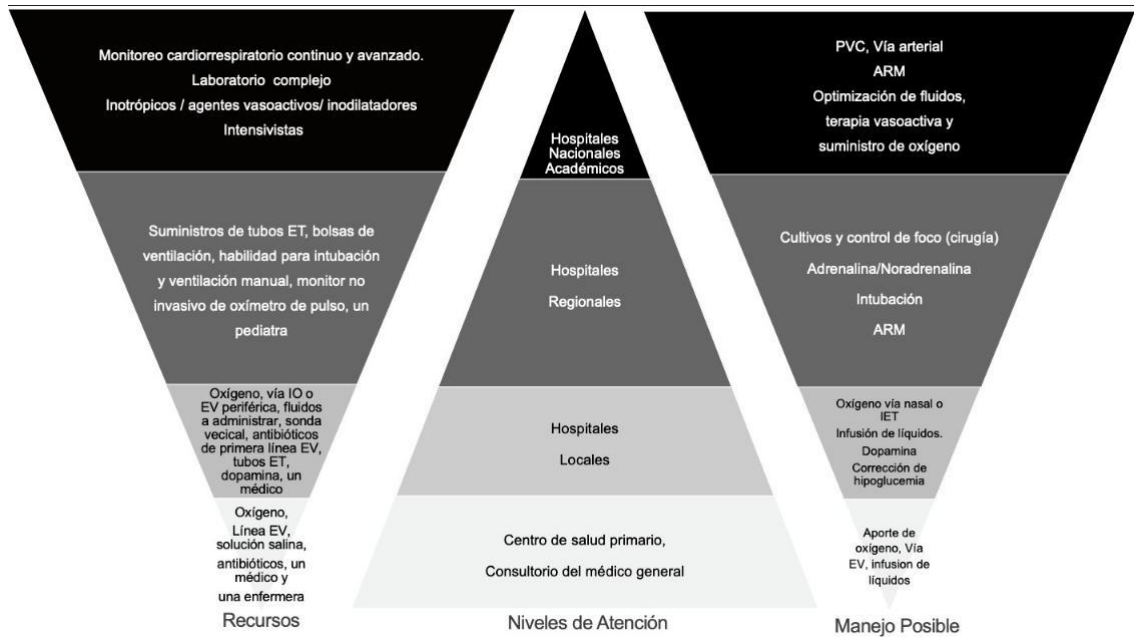 Monitoreo cardiorrespiratorio continuo y avanzado.
Laboratorio complejo
Inotrópicos / agentes vasoactivos/ inodilatadores
Intensivistas
Suministros de tubos ET, bolsas de
ventilación, habilidad para intubación
y ventilación manual, monitor no
invasivo de oxímetro de pulso, un
pediatra
Oxígeno, vía IO o
EV periférica, fluidos
a administrar, sonda
vecical, antibióticos
de primera línea EV,
tubos ET,
dopamina, un
médico
Oxígeno,
Línea EV,
solución salina,
antibióticos, un
médico y
una enfermera
Recursos
Hospitales
Nacionales
Académicos
Hospitales
Regionales
Hospitales
Locales
Centro de salud primario,
Consultorio del médico general
Niveles de Atención
PVC, Vía arterial
ARM
Optimización de fluidos,
terapia vasoactiva y
suministro de oxígeno
Cultivos y control de foco (cirugía)
Adrenalina/Noradrenalina
Intubación
ARM
Oxígeno vía nasal o
IET
Infusión de líquidos.
Dopamina
Corrección de
hipoglucemia
Aporte de
oxígeno, Vía
EV, infusion de
líquidos
Manejo Posible